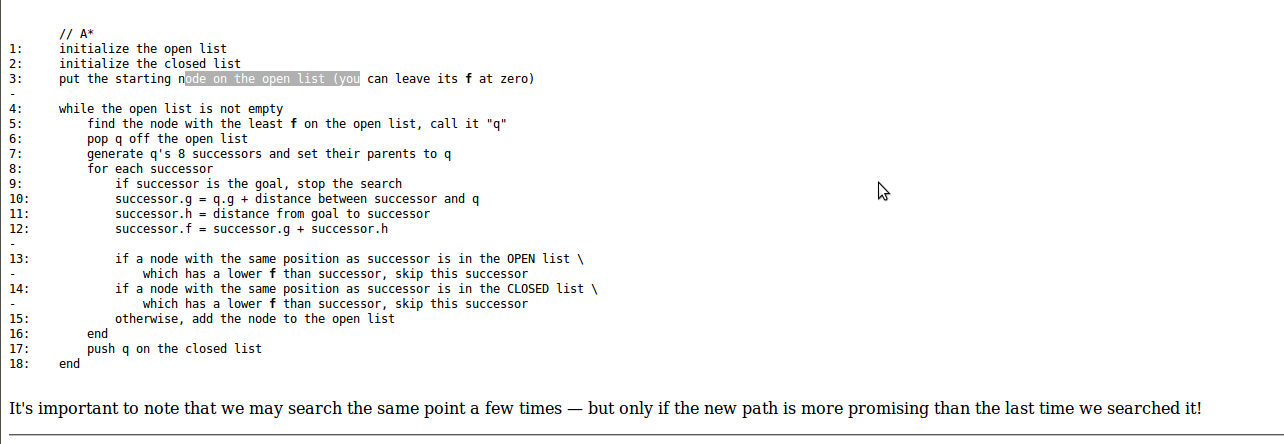 // A*
1: initialize the open list
2: initialize the closed list
3: put the starting node on the open list (you can leave its f at zero)
-
4: while the open list is not empty
5: find the node with the least f on the open list, call it "q"
6: pop q off the open list
7: generate q's 8 successors and set their parents to q
8: for each successor
9: if successor is the goal, stop the search
10: successor.g = q.g + distance between successor and q
11: successor.h = distance from goal to successor
12: successor.f = successor.g + successor.h
-
13: if a node with the same position as successor is in the OPEN list \
- which has a lower f than successor, skip this successor
14: if a node with the same position as successor is in the CLOSED list \
- which has a lower f than successor, skip this successor
15: otherwise, add the node to the open list
16: end
17: push q on the closed list
18: end
It's important to note that we may search the same point a few times — but only if the new path is more promising than the last time we searched it!